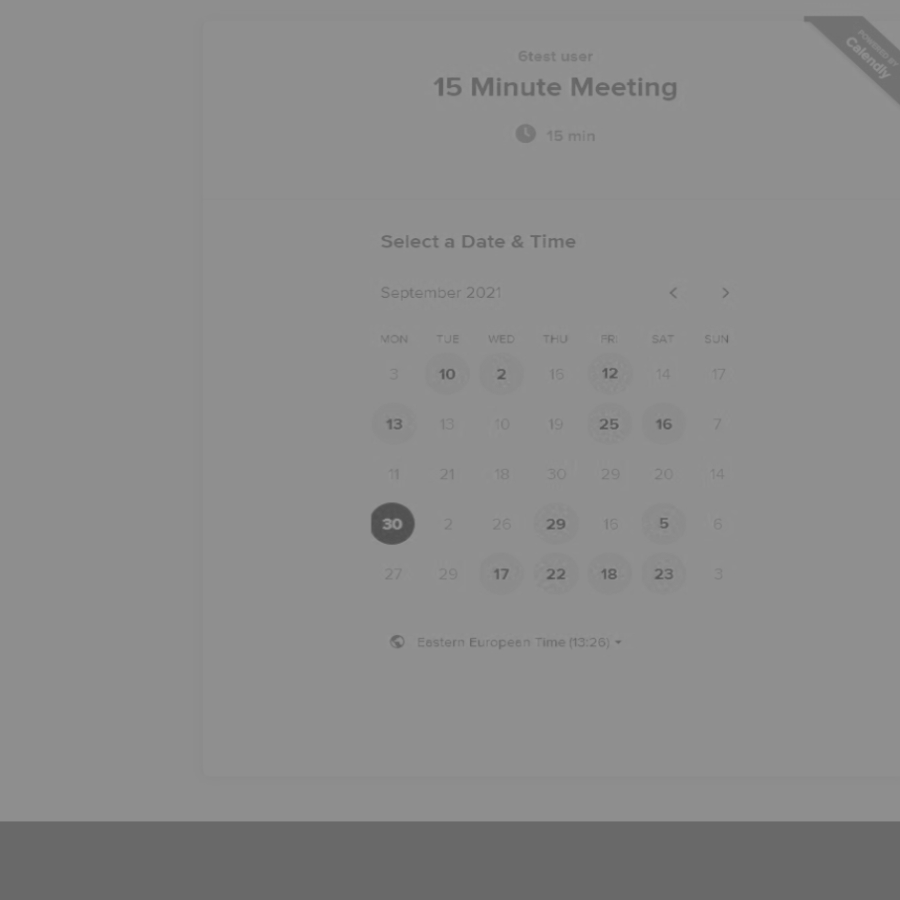 POWERED BY
Calendly
6test user
15 Minute Meeting
15 min
Select a Date & Time
September 2021
MON TUE WED THU FRI SAT SUN
3 10 2 16 12 14 17
13 13 10 19 25 16 7
11 21 18 30 29 20 14
30 2 26 29 16 5 6
27 29 17 22 18 23 3
Eastern European Time (13:26)